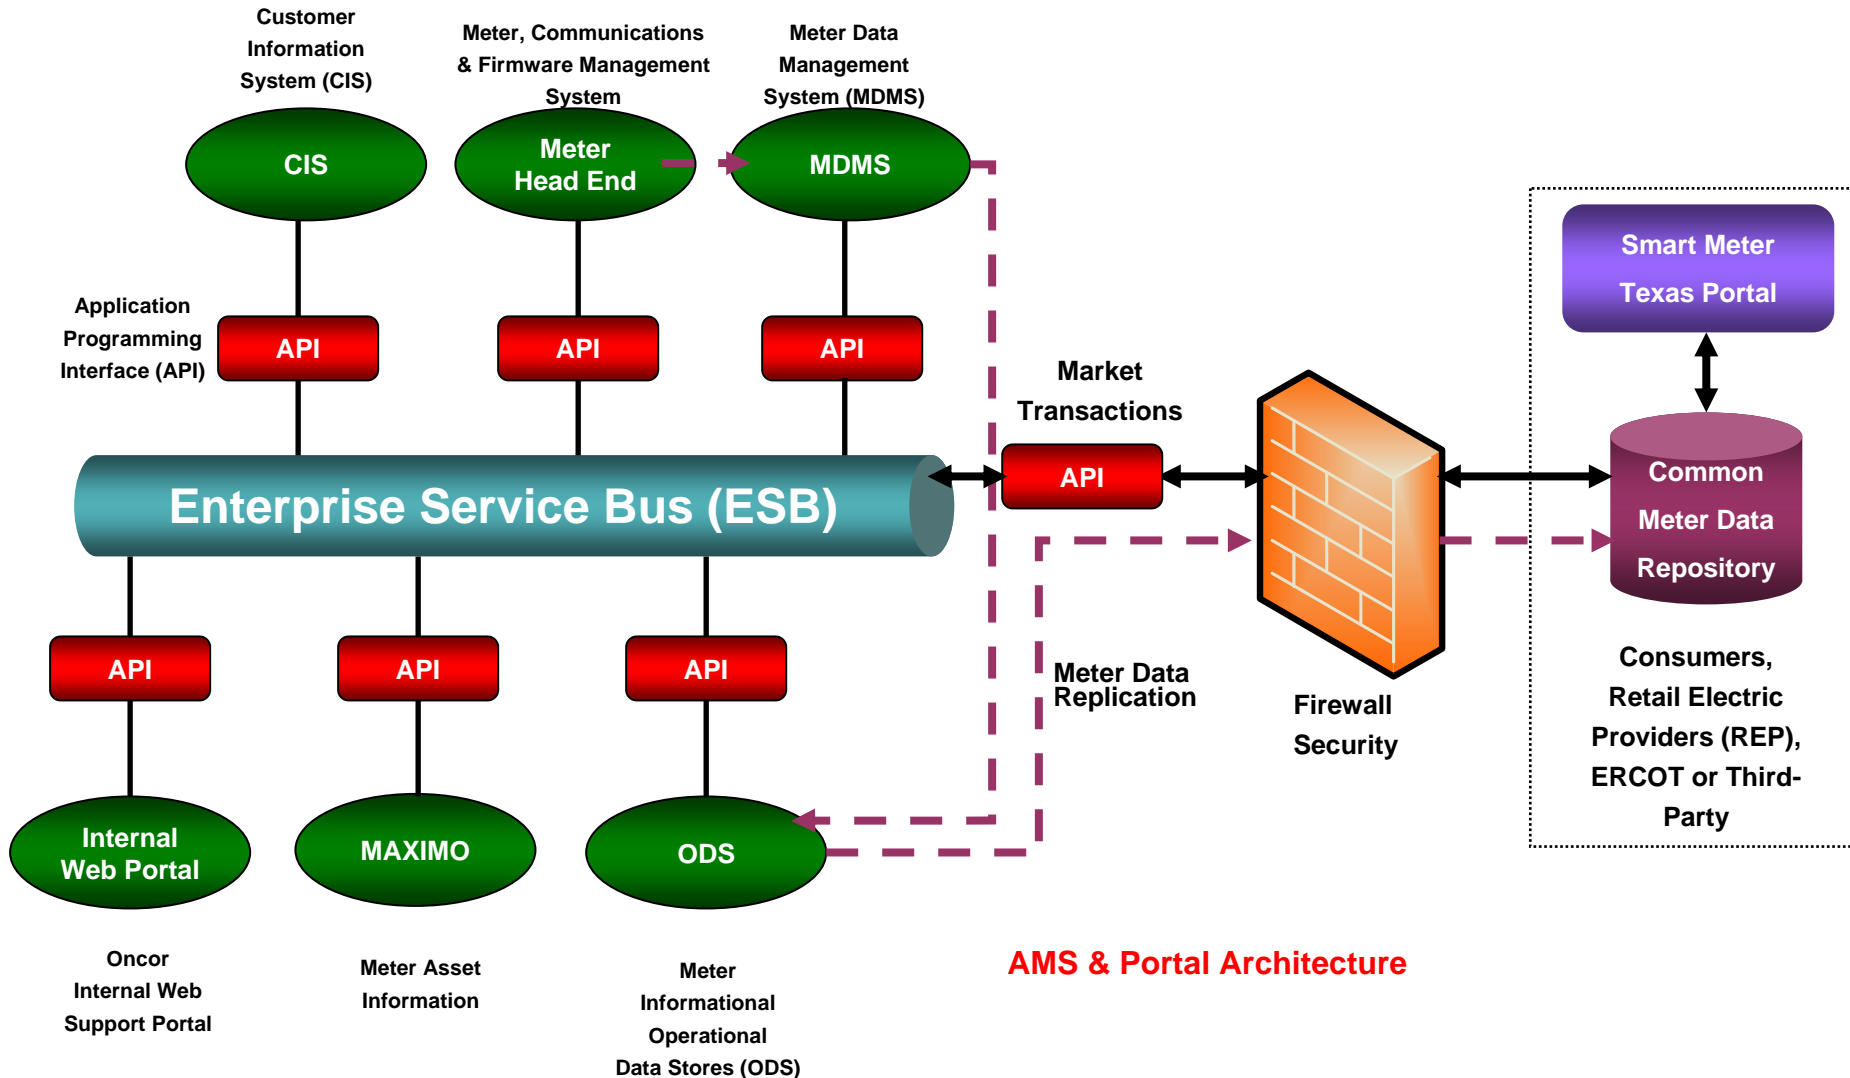 Customer
Information
System (CIS)
Meter, Communications
& Firmware Management
System
Meter Data
Management
System (MDMS)
CIS
Meter
Head End
MDMS
Application
Programming
Interface (API)
API
API
API
Smart Meter
Texas Portal
Market
Transactions
API
Enterprise Service Bus (ESB)
Common
Meter Data
Repository
API
API
API
Meter Data
Replication
Firewall
Security
Consumers,
Retail Electric
Providers (REP),
ERCOT or Third-
Party
Internal
Web Portal
MAXIMO
ODS
Oncor
Internal Web
Support Portal
Meter Asset
Information
Meter
Informational
Operational
Data Stores (ODS)
AMS & Portal Architecture